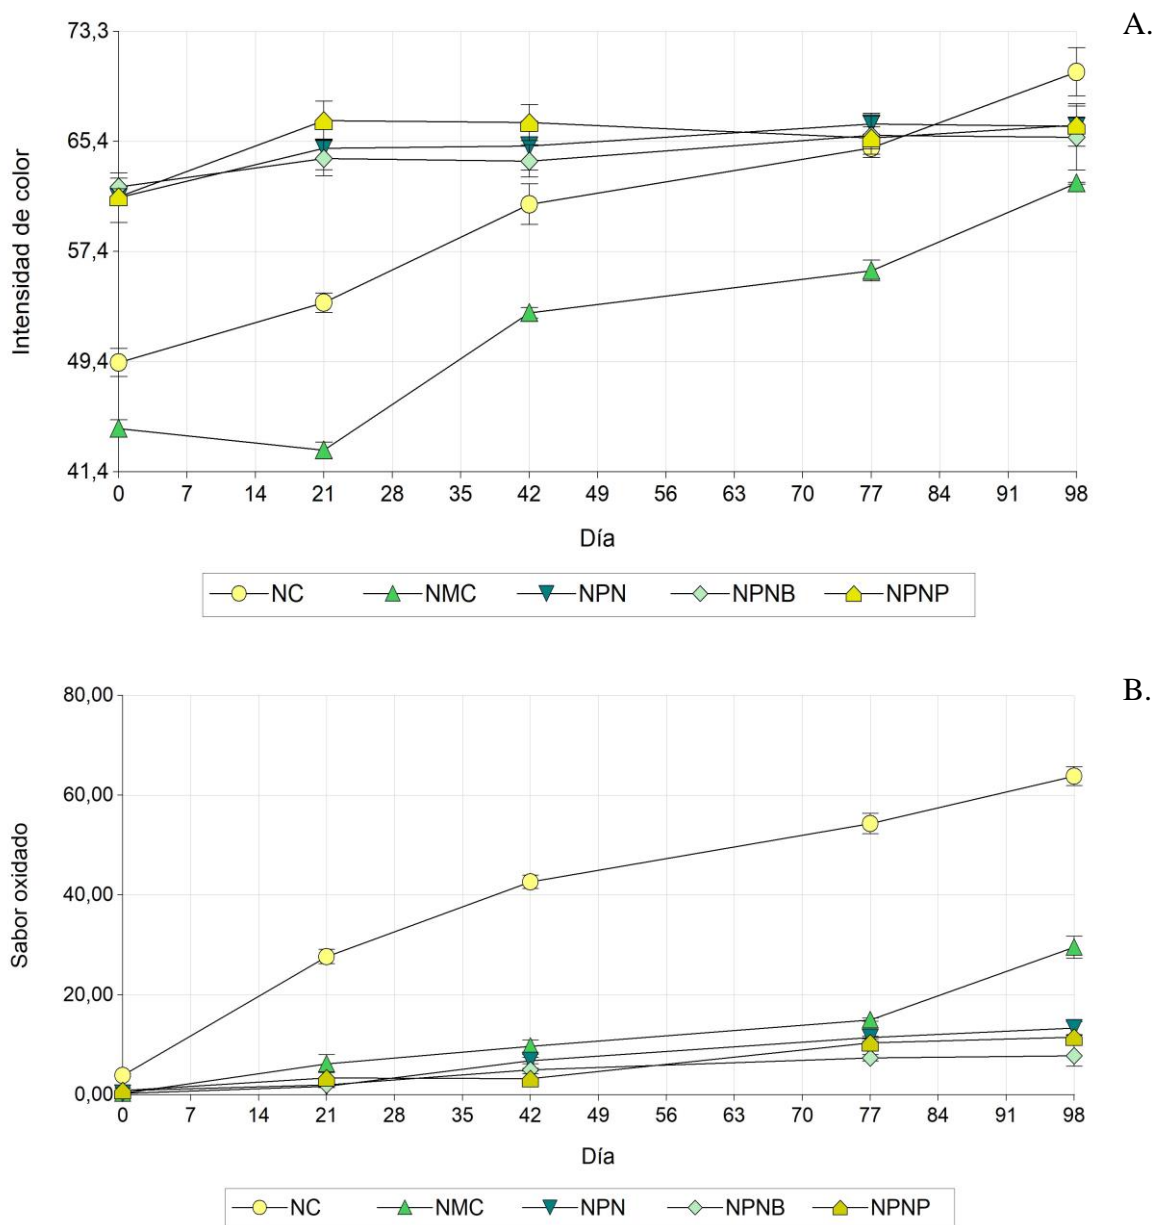 A.
73,3
65,4
57,4
49,4
41,4
Intensidad de color
0 7 14 21 28 35 42 49 56 63 70 77 84 91 98
Día
NC NMC NPN NPNB NPNP
B.
80,00
60,00
40,00
20,00
0,00
Sabor oxidado
0 7 14 21 28 35 42 49 56 63 70 77 84 91 98
Día
NC NMC NPN NPNB NPNP